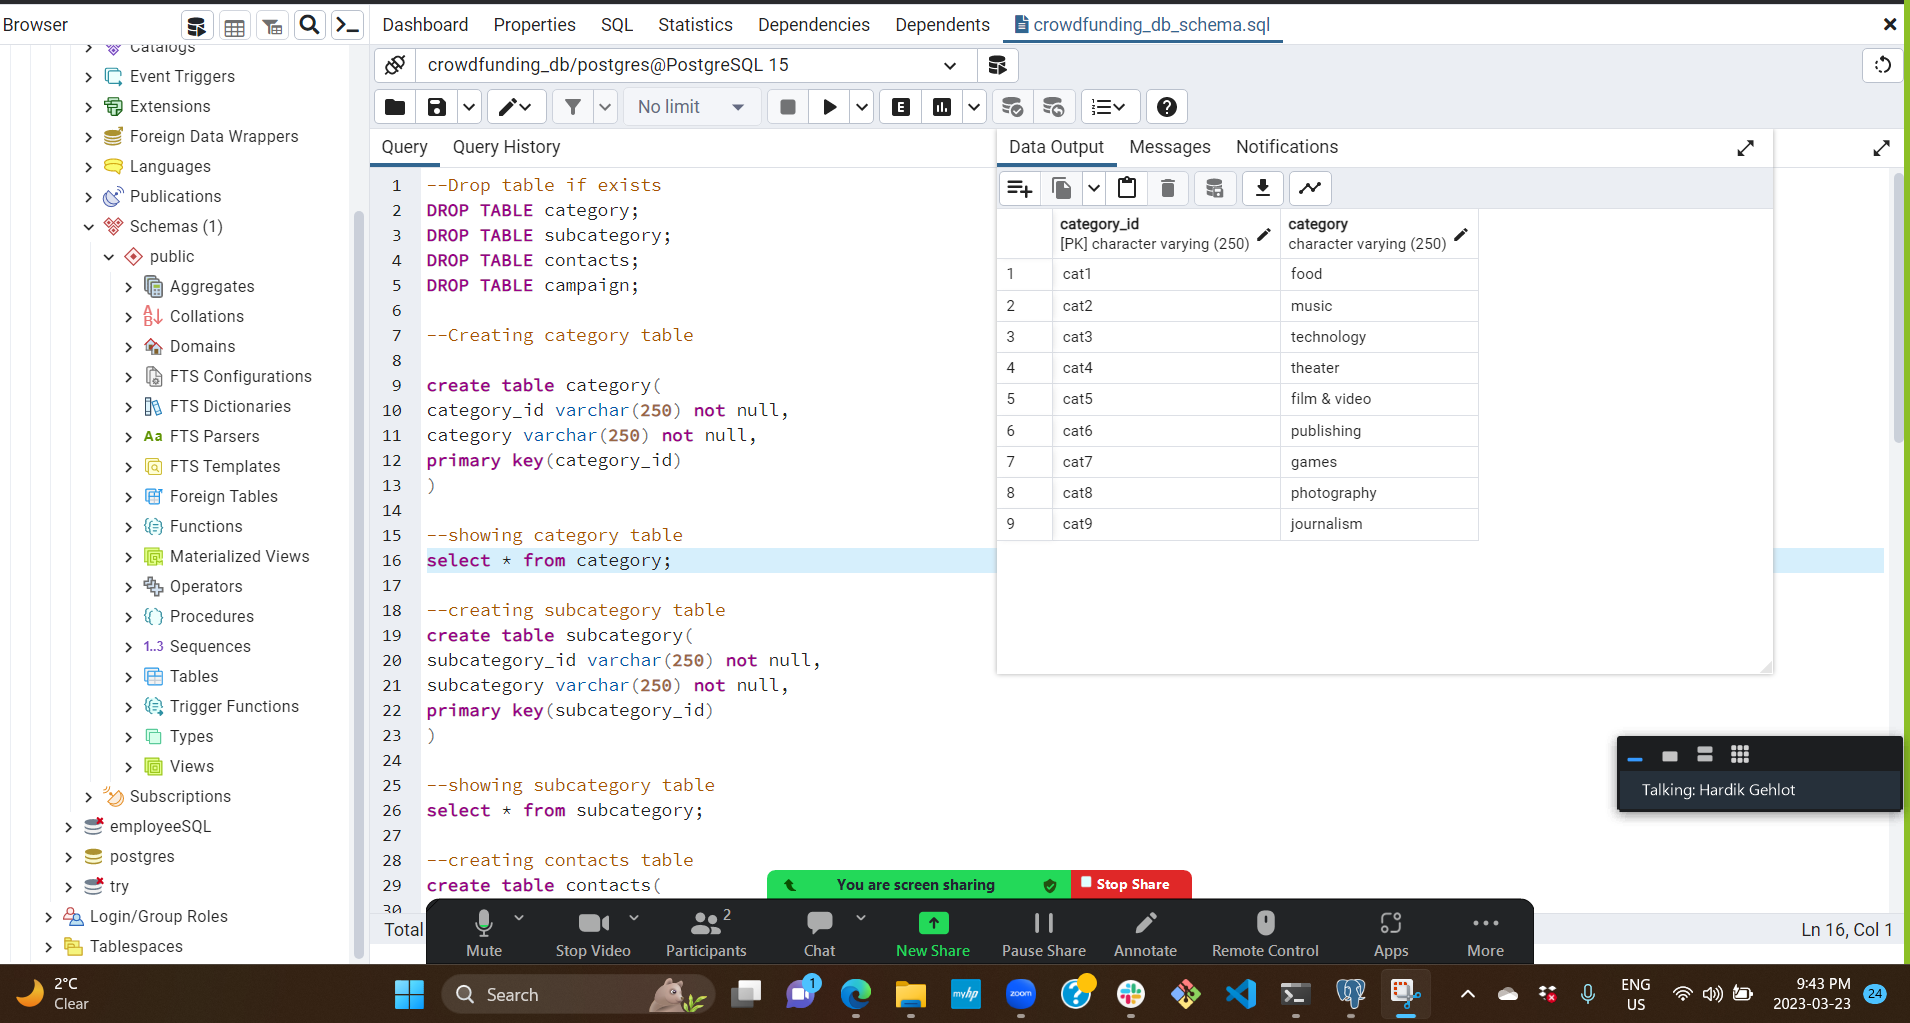 Browser
Dashboard Properties SQL Statistics Dependencies Dependents crowdfunding_db_schema.sql
Catalogs
Event Triggers
Extensions
Foreign Data Wrappers
Languages
Publications
Schemas (1)
public
Aggregates
Collations
Domains
FTS Configurations
FTS Dictionaries
Aa FTS Parsers
FTS Templates
Foreign Tables
Functions
Materialized Views
Operators
Procedures
1..3 Sequences
Tables
Trigger Functions
Types
Views
Subscriptions
employeeSQL
postgres
try
Login/Group Roles
Tablespaces
crowdfunding_db/postgres@PostgreSQL 15
No limit
E
Query Query History
1 --Drop table if exists
2 DROP TABLE category;
3 DROP TABLE subcategory;
4 DROP TABLE contacts;
5 DROP TABLE campaign;
6
7 --Creating category table
8
9 create table category(
10 category_id varchar(250) not null,
11 category varchar(250) not null,
12 primary key(category_id)
13 )
14
15 --showing category table
16 select * from category;
17
18 --creating subcategory table
19 create table subcategory(
20 subcategory_id varchar(250) not null,
21 subcategory varchar(250) not null,
22 primary key(subcategory_id)
23 )
24
25 --showing subcategory table
26 select * from subcategory;
27
28 --creating contacts table
29 create table contacts(
30
Total
Ln 16, Col 1
Data Output Messages Notifications
category_id category
[PK] character varying (250) character varying (250)
1 cat1 food
2 cat2 music
3 cat3 technology
4 cat4 theater
5 cat5 film & video
6 cat6 publishing
7 cat7 games
8 cat8 photography
9 cat9 journalism
Talking: Hardik Gehlot
You are screen sharing Stop Share
2
Mute Stop Video Participants Chat New Share Pause Share Annotate Remote Control Apps More
2°C
Clear
Search
1
myhp
zoom
ENG
US
9:43 PM
2023-03-23
24